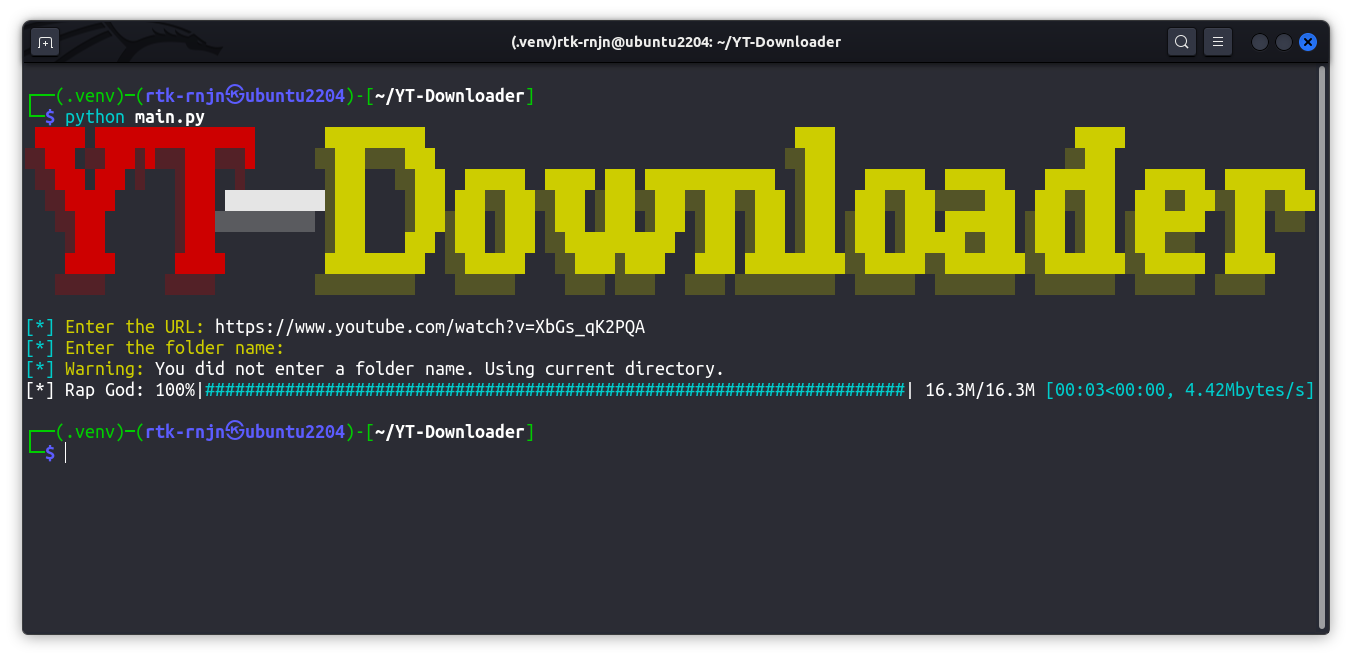 (.venv)rtk-rnjn@ubuntu2204: ~/YT-Downloader
┌──(.venv)─(rtk-rnjn㉿ubuntu2204)-[~/YT-Downloader]
└─$ python main.py
YT-Downloader
[*] Enter the URL: https://www.youtube.com/watch?v=XbGs_qK2PQA
[*] Enter the folder name:
[*] Warning: You did not enter a folder name. Using current directory.
[*] Rap God: 100%|######################################################################| 16.3M/16.3M [00:03<00:00, 4.42Mbytes/s]
┌──(.venv)─(rtk-rnjn㉿ubuntu2204)-[~/YT-Downloader]
└─$